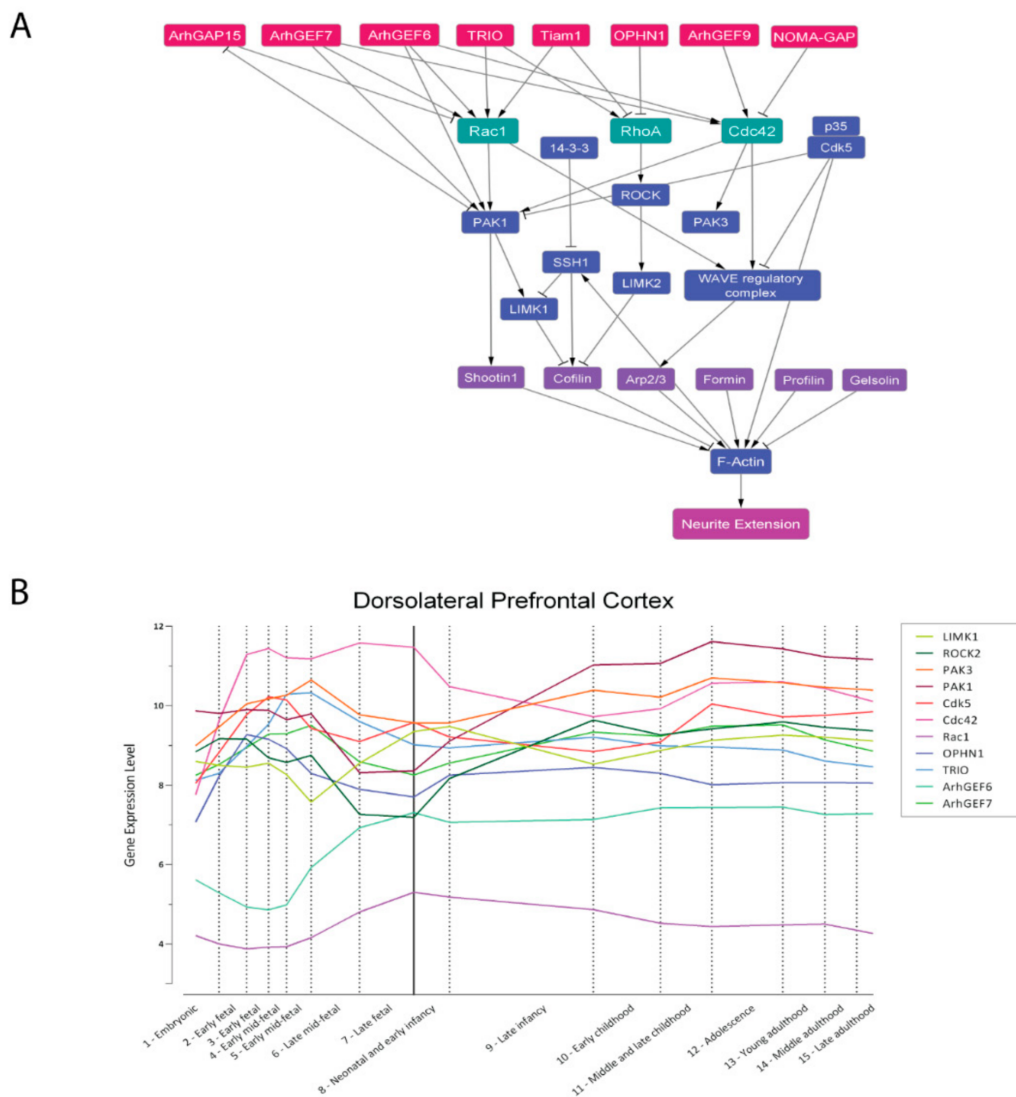 A
ArhGAP15 ArhGEF7 ArhGEF6 TRIO Tiam1 OPHN1 ArhGEF9 NOMA-GAP
Rac1 RhoA Cdc42 p35
Cdk5
14-3-3
ROCK
PAK1 PAK3
SSH1
LIMK2 WAVE regulatory
complex
LIMK1
Shootin1 Cofilin Arp2/3 Formin Profilin Gelsolin
F-Actin
Neurite Extension
B
Dorsolateral Prefrontal Cortex
Gene Expression Level
12
10
8
6
4
LIMK1
ROCK2
PAK3
PAK1
Cdk5
Cdc42
Rac1
OPHN1
TRIO
ArhGEF6
ArhGEF7
1 - Embryonic
2 - Early fetal
3 - Early fetal
4 - Early mid-fetal
5 - Early mid-fetal
6 - Late mid-fetal
7 - Late fetal
8 - Neonatal and early infancy
9 - Late infancy
10 - Early childhood
11 - Middle and late childhood
12 - Adolescence
13 - Young adulthood
14 - Middle adulthood
15 - Late adulthood